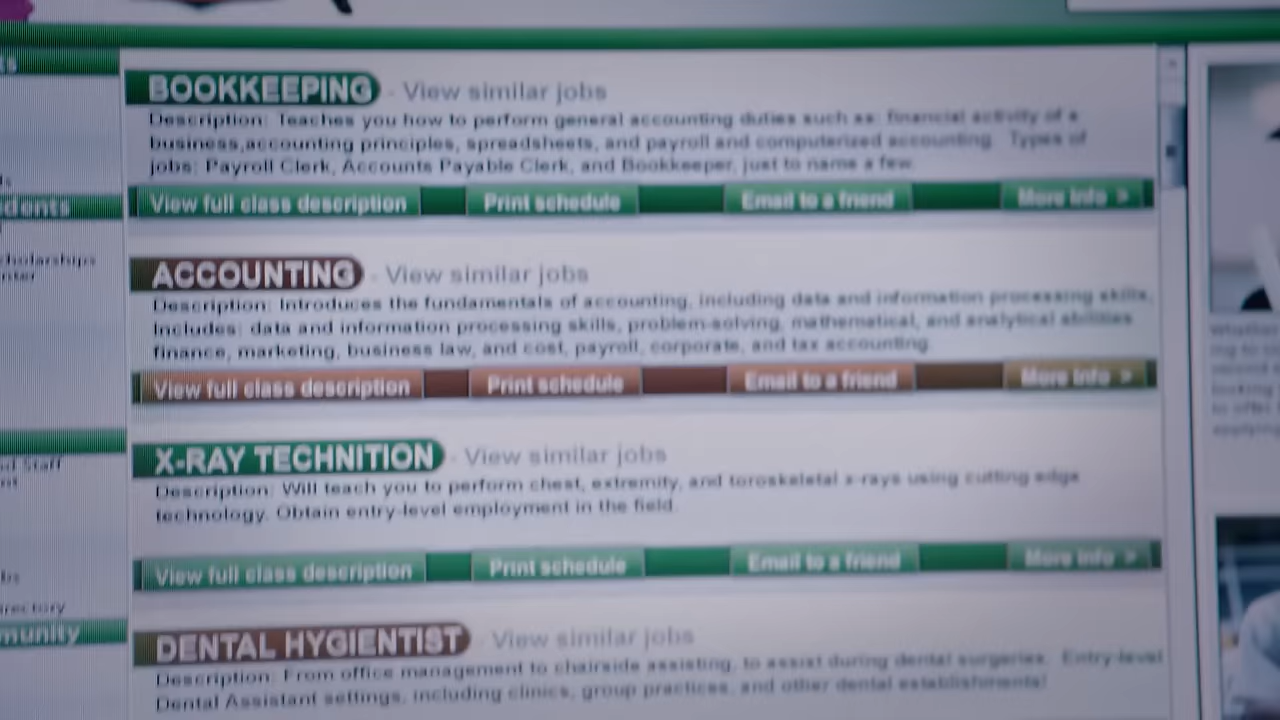 BOOKKEEPING - View similar jobs
Description: Teaches you how to perform general accounting duties such as: financial activity of a
business,accounting principles, spreadsheets, and payroll and computerized accounting. Types of
jobs: Payroll Clerk, Accounts Payable Clerk, and Bookkeeper, just to name a few.
View full class description Print schedule Email to a friend More Info >
ACCOUNTING - View similar jobs
Description: Introduces the fundamentals of accounting, including data and information processing skills.
Includes: data and information processing skills, problem-solving, mathematical, and analytical abilities
finance, marketing, business law, and cost, payroll, corporate, and tax accounting.
View full class description Print schedule Email to a friend More Info >
X-RAY TECHNITION - View similar jobs
Description: Will teach you to perform chest, extremity, and toroskeletal x-rays using cutting edge
technology. Obtain entry-level employment in the field.
View full class description Print schedule Email to a friend More Info >
DENTAL HYGIENTIST - View similar jobs
Description: From office management to chairside assisting, to assist during dental surgeries. Entry-level
Dental Assistant settings, including clinics, group practices, and other dental establishments!
dents
cholarships
nter
d Staff
irectory
munity